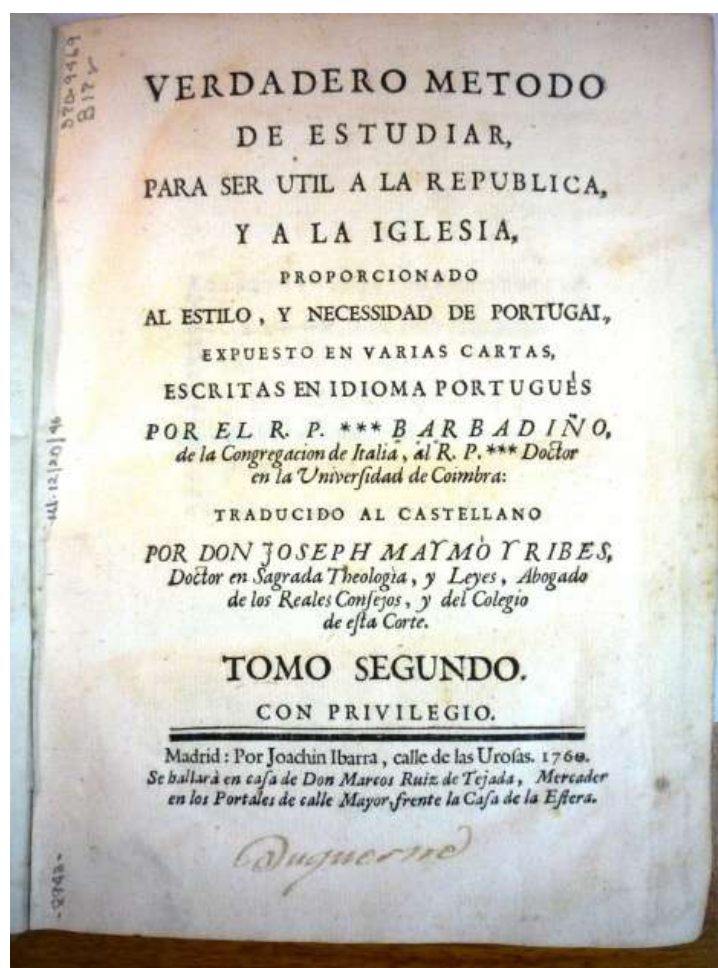 VERDADERO METODO
DE ESTUDIAR,
PARA SER UTIL A LA REPUBLICA,
Y A LA IGLESIA,
PROPORCIONADO
AL ESTILO, Y NECESSIDAD DE PORTUGAL,
EXPUESTO EN VARIAS CARTAS,
ESCRITAS EN IDIOMA PORTUGUÉS
POR EL R. P. *** BARBADIÑO,
de la Congregacion de Italia, al R. P. *** Doctor
en la Universidad de Coimbra:
TRADUCIDO AL CASTELLANO
POR DON JOSEPH MAYMÒ Y RIBES,
Doctor en Sagrada Theologìa, y Leyes, Abogado
de los Reales Consejos, y del Colegio
de esta Corte.
TOMO SEGUNDO.
CON PRIVILEGIO.
Madrid: Por Joachin Ibarra, calle de las Urosas. 1760.
Se hallarà en casa de Don Marcos Ruiz de Tejada, Mercader
en los Portales de calle Mayor, frente la Casa de la Estera.